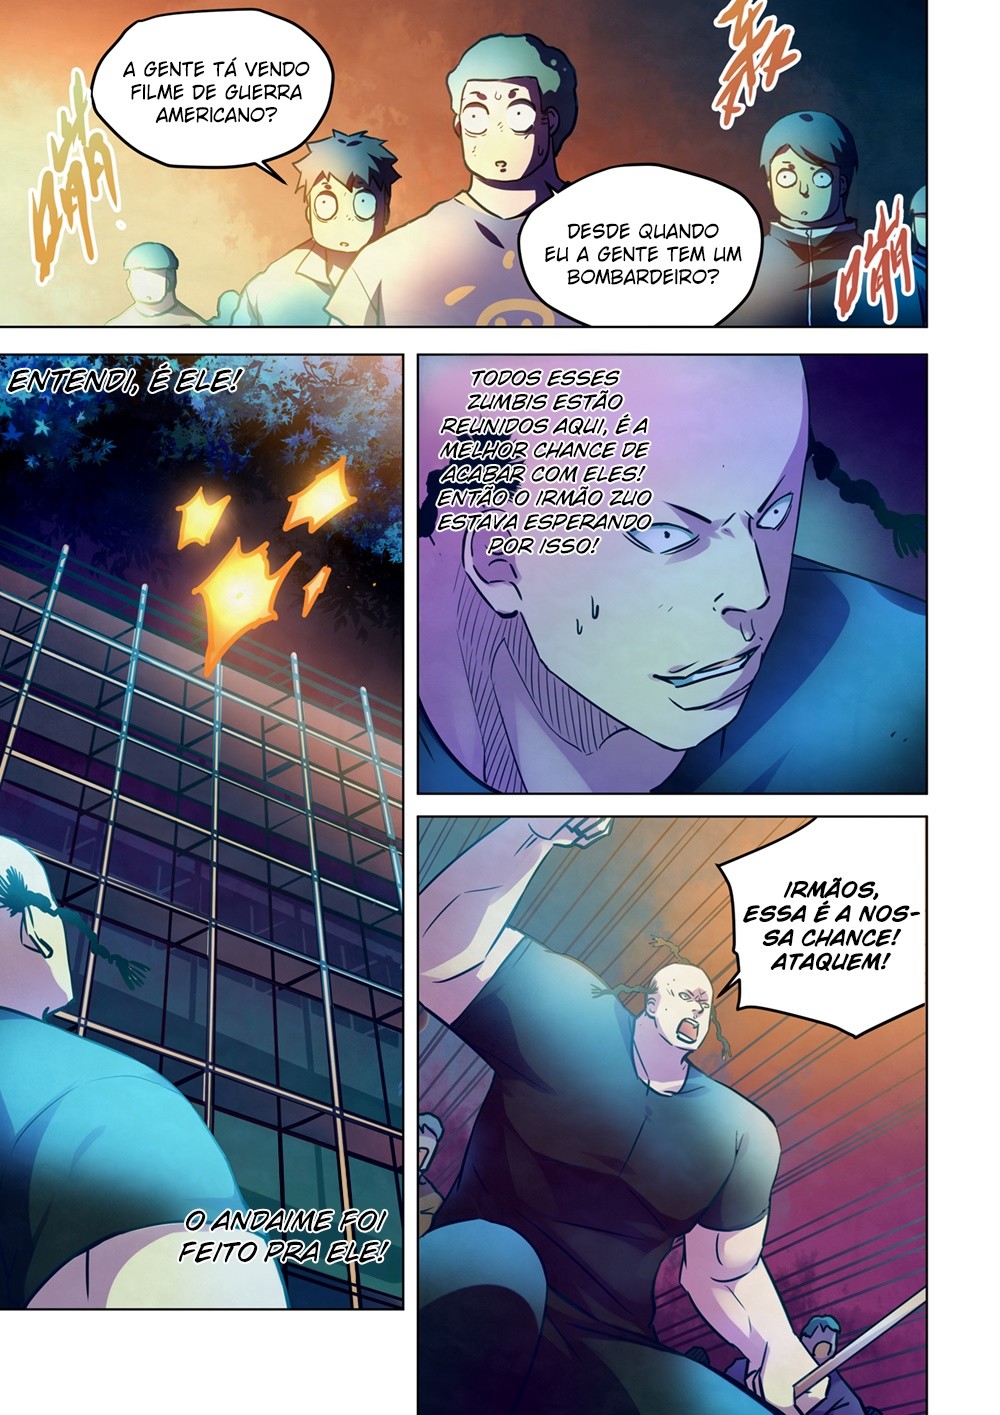 A GENTE TÁ VENDO
FILME DE GUERRA
AMERICANO?
DESDE QUANDO
EU A GENTE TEM UM
BOMBARDEIRO?
ENTENDI, É ELE!
O ANDAIME FOI
FEITO PRA ELE!
TODOS ESSES
ZUMBIS ESTÃO
REUNIDOS AQUI, É A
MELHOR CHANCE DE
ACABAR COM ELES!
ENTÃO O IRMÃO ZUO
ESTAVA ESPERANDO
POR ISSO!
IRMÃOS,
ESSA É A NOS-
SA CHANCE!
ATAQUEM!